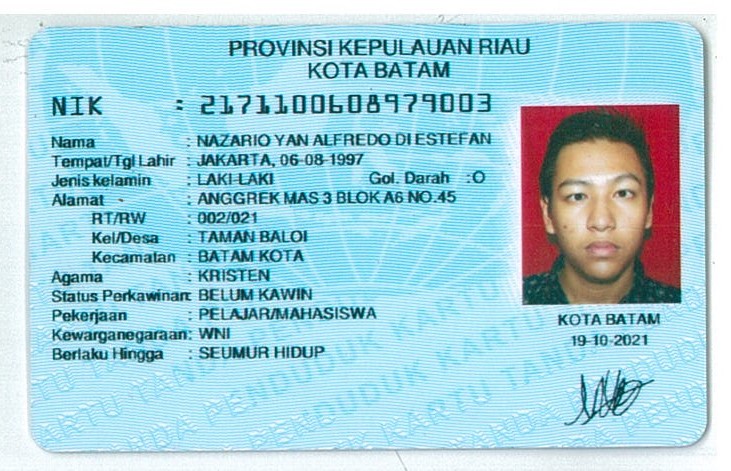 PROVINSI KEPULAUAN RIAU
KOTA BATAM
NIK : 2171100608979003
Nama : NAZARIO YAN ALFREDO DI ESTEFAN
Tempat/Tgl Lahir : JAKARTA, 06-08-1997
Jenis kelamin : LAKI-LAKI Gol. Darah :O
Alamat : ANGGREK MAS 3 BLOK A6 NO.45
RT/RW : 002/021
Kel/Desa : TAMAN BALOI
Kecamatan : BATAM KOTA
Agama : KRISTEN
Status Perkawinan: BELUM KAWIN
Pekerjaan : PELAJAR/MAHASISWA
Kewarganegaraan: WNI
Berlaku Hingga : SEUMUR HIDUP
KOTA BATAM
19-10-2021